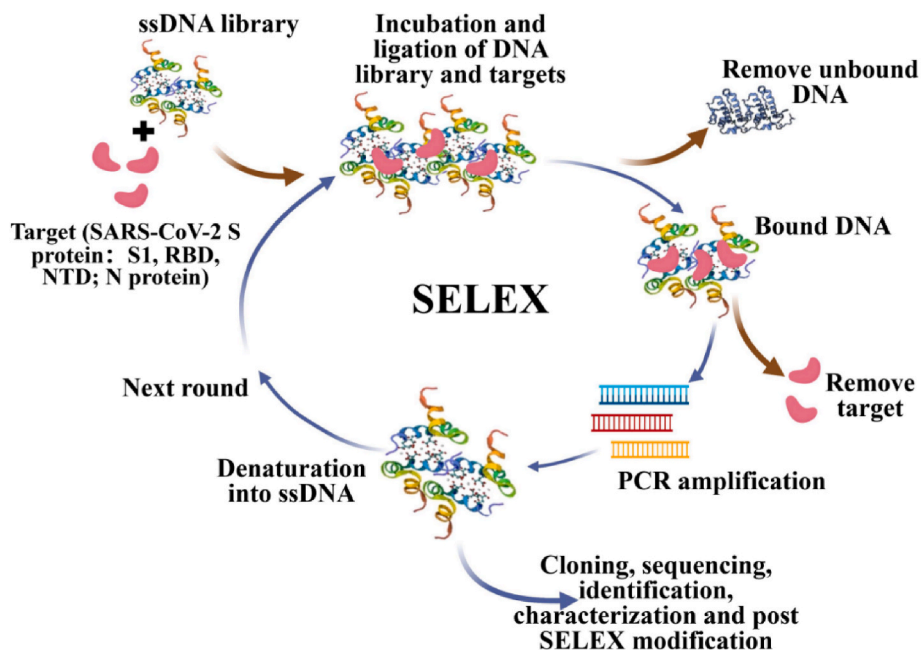 ssDNA library
+
Target (SARS-CoV-2 S
protein: S1, RBD,
NTD; N protein)
Incubation and
ligation of DNA
library and targets
Remove unbound
DNA
Bound DNA
SELEX
Remove
target
PCR amplification
Next round
Denaturation
into ssDNA
Cloning, sequencing,
identification,
characterization and post
SELEX modification